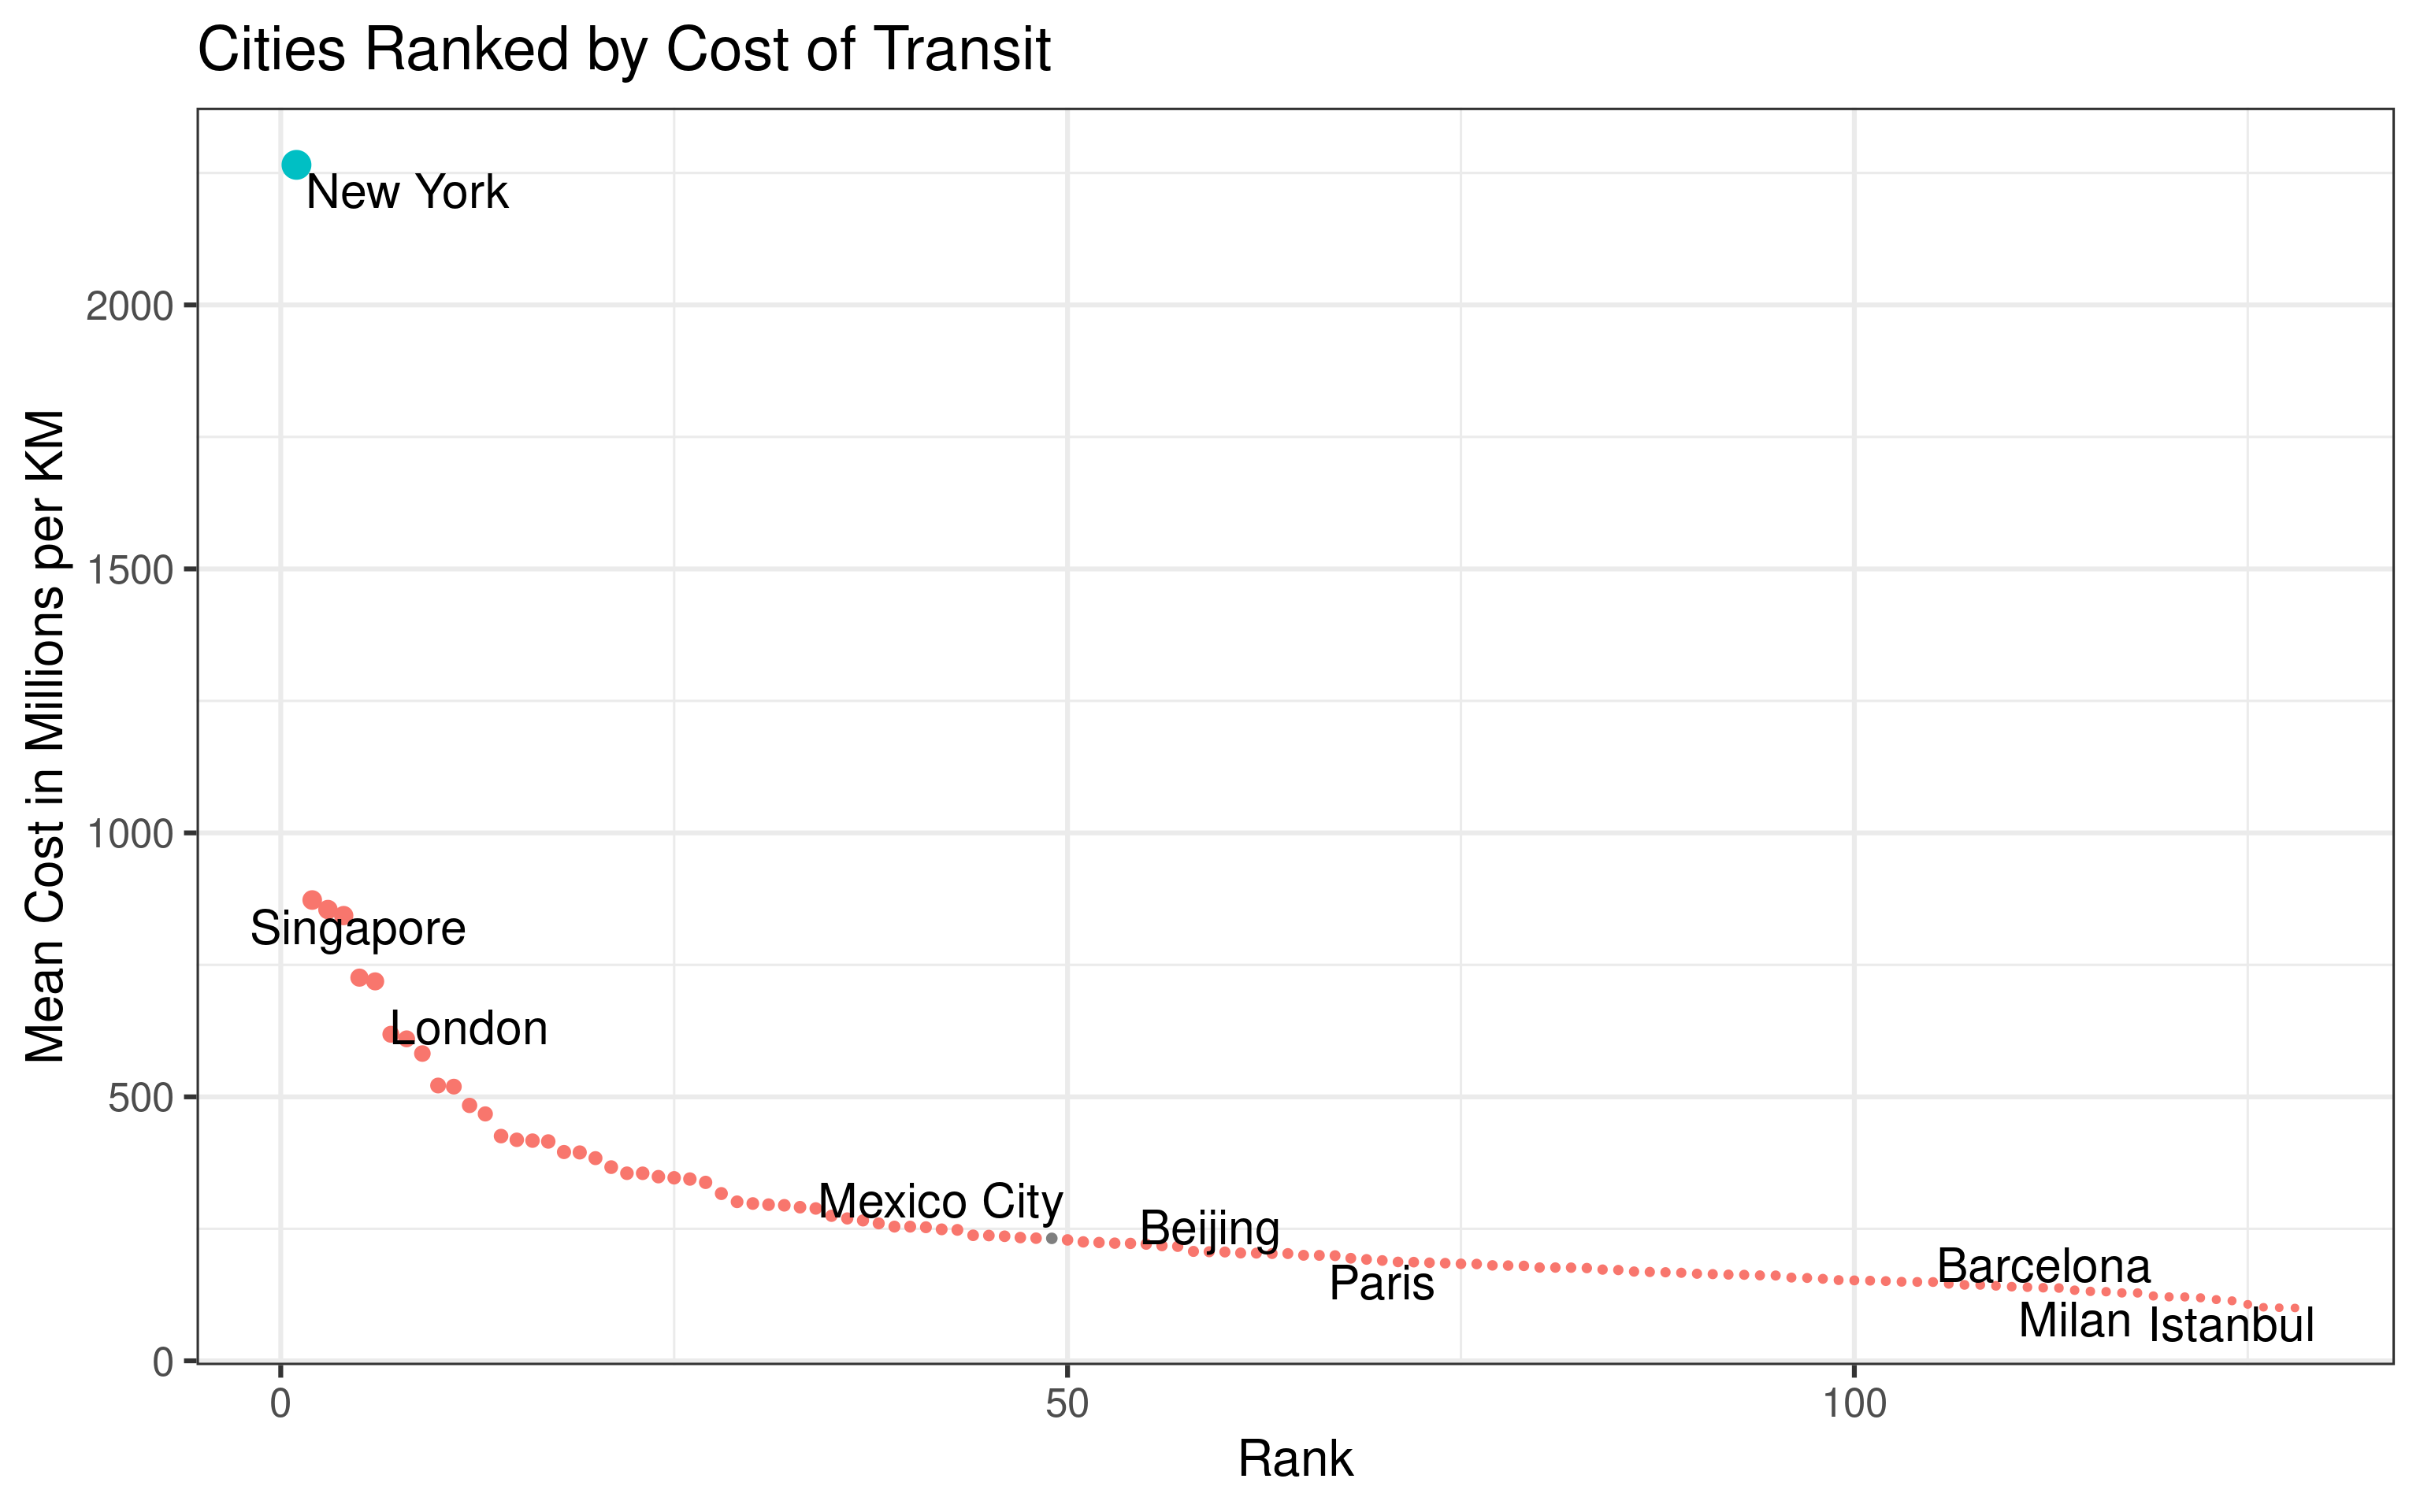 Cities Ranked by Cost of Transit
Mean Cost in Millions per KM
2000
1500
1000
500
0
New York
Singapore
London
Mexico City
Beijing
Paris
Barcelona
Milan
Istanbul
0
50
100
Rank